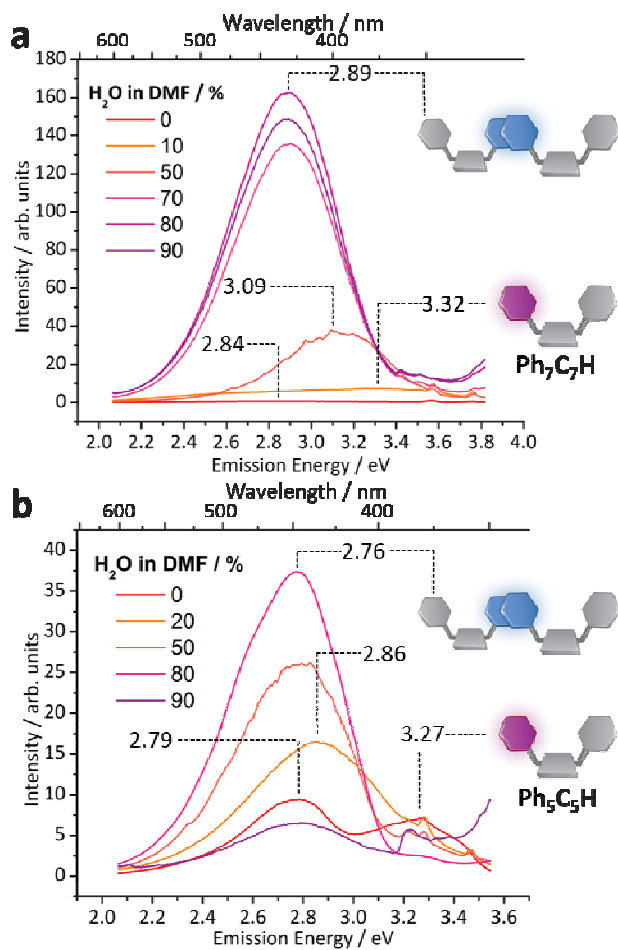 a
Wavelength / nm
600 500 400
180
160
140
120
100
80
60
40
20
0
Intensity / arb. units
H2O in DMF / %
0
10
50
70
80
90
2.89
3.09
3.32
2.84
Ph7C7H
2.0 2.2 2.4 2.6 2.8 3.0 3.2 3.4 3.6 3.8 4.0
Emission Energy / eV
b
Wavelength / nm
600 500 400
40
35
30
25
20
15
10
5
0
Intensity / arb. units
H2O in DMF / %
0
20
50
80
90
2.76
2.86
2.79
3.27
Ph5C5H
2.0 2.2 2.4 2.6 2.8 3.0 3.2 3.4 3.6
Emission Energy / eV